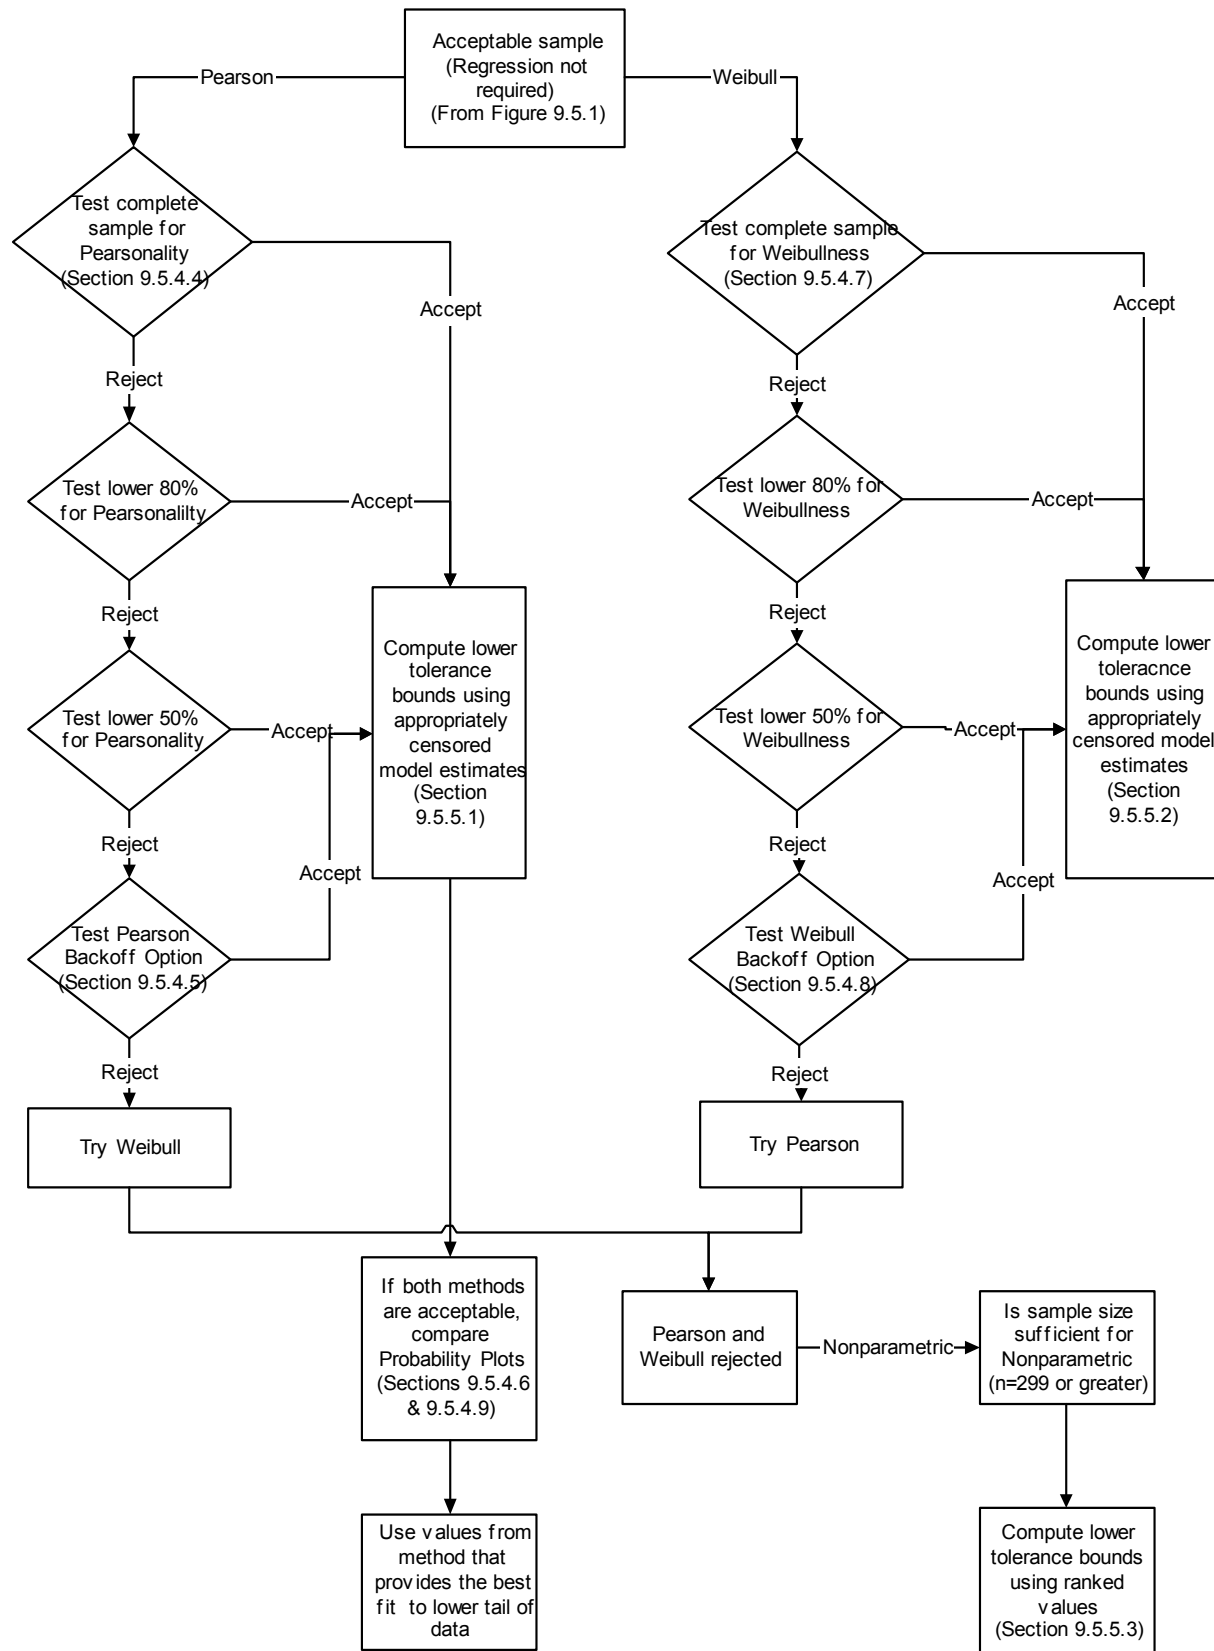 Acceptable sample
(Regression not
required)
(From Figure 9.5.1)
Pearson
Weibull
Test complete
sample for
Pearsonality
(Section 9.5.4.4)
Test complete sample
for Weibullness
(Section 9.5.4.7)
Accept
Accept
Reject
Reject
Test lower 80%
for Pearsonalilty
Accept
Test lower 80% for
Weibullness
Accept
Reject
Reject
Compute lower
tolerance
bounds using
appropriately
censored
model estimates
(Section
9.5.5.1)
Compute lower
toleracnce
bounds using
appropriately
censored model
estimates
(Section
9.5.5.2)
Test lower 50%
for Pearsonality
Accept
Test lower 50% for
Weibullness
Accept
Reject
Reject
Accept
Accept
Test Pearson
Backoff Option
(Section 9.5.4.5)
Test Weibull
Backoff Option
(Section 9.5.4.8)
Reject
Reject
Try Weibull
Try Pearson
If both methods
are acceptable,
compare
Probability Plots
(Sections 9.5.4.6
& 9.5.4.9)
Pearson and
Weibull rejected
Nonparametric
Is sample size
sufficient for
Nonparametric
(n=299 or greater)
Use values from
method that
provides the best
fit to lower tail of
data
Compute lower
tolerance bounds
using ranked
values
(Section 9.5.5.3)